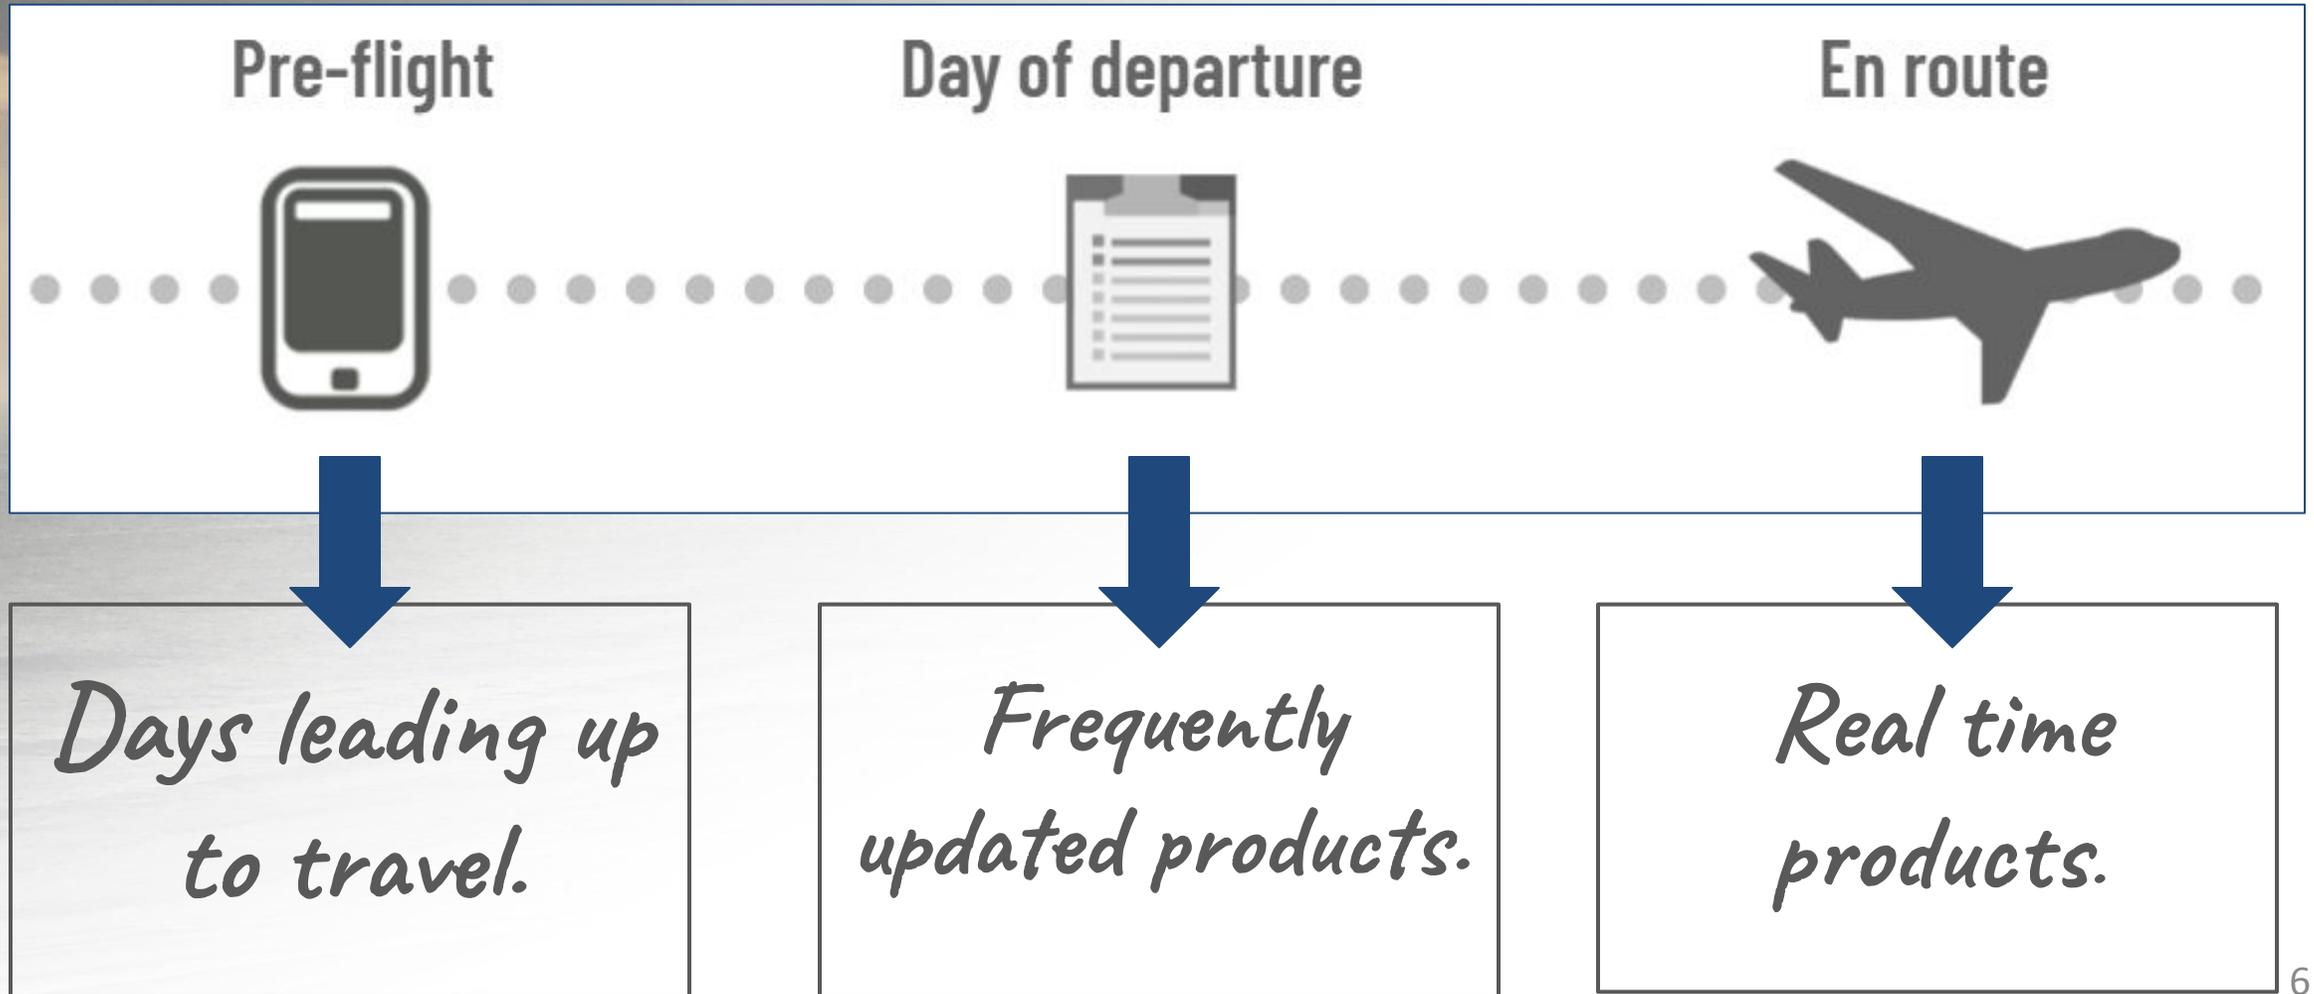 Pre-flight
Day of departure
En route
Days leading up
to travel.
Frequently
updated products.
Real time
products.
6